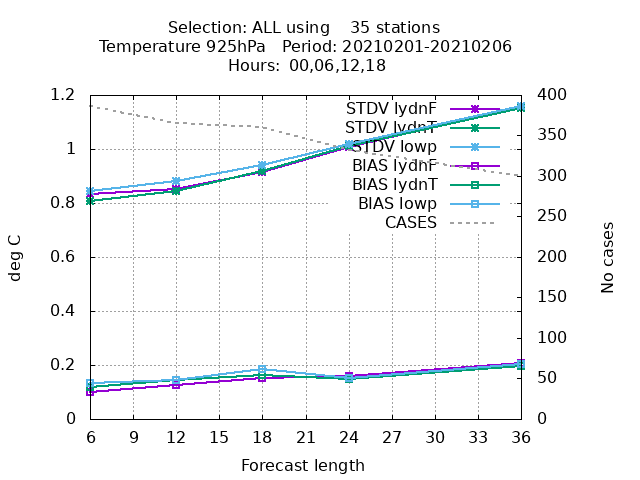 Selection: ALL using    35 stations
Temperature 925hPa   Period: 20210201-20210206
Hours: 00,06,12,18
1.2
1
0.8
0.6
0.4
0.2
0
deg C
STDV lydnF
STDV lydnT
STDV lowp
BIAS lydnF
BIAS lydnT
BIAS lowp
CASES
400
350
300
250
200
150
100
50
0
No cases
6 9 12 15 18 21 24 27 30 33 36
Forecast length